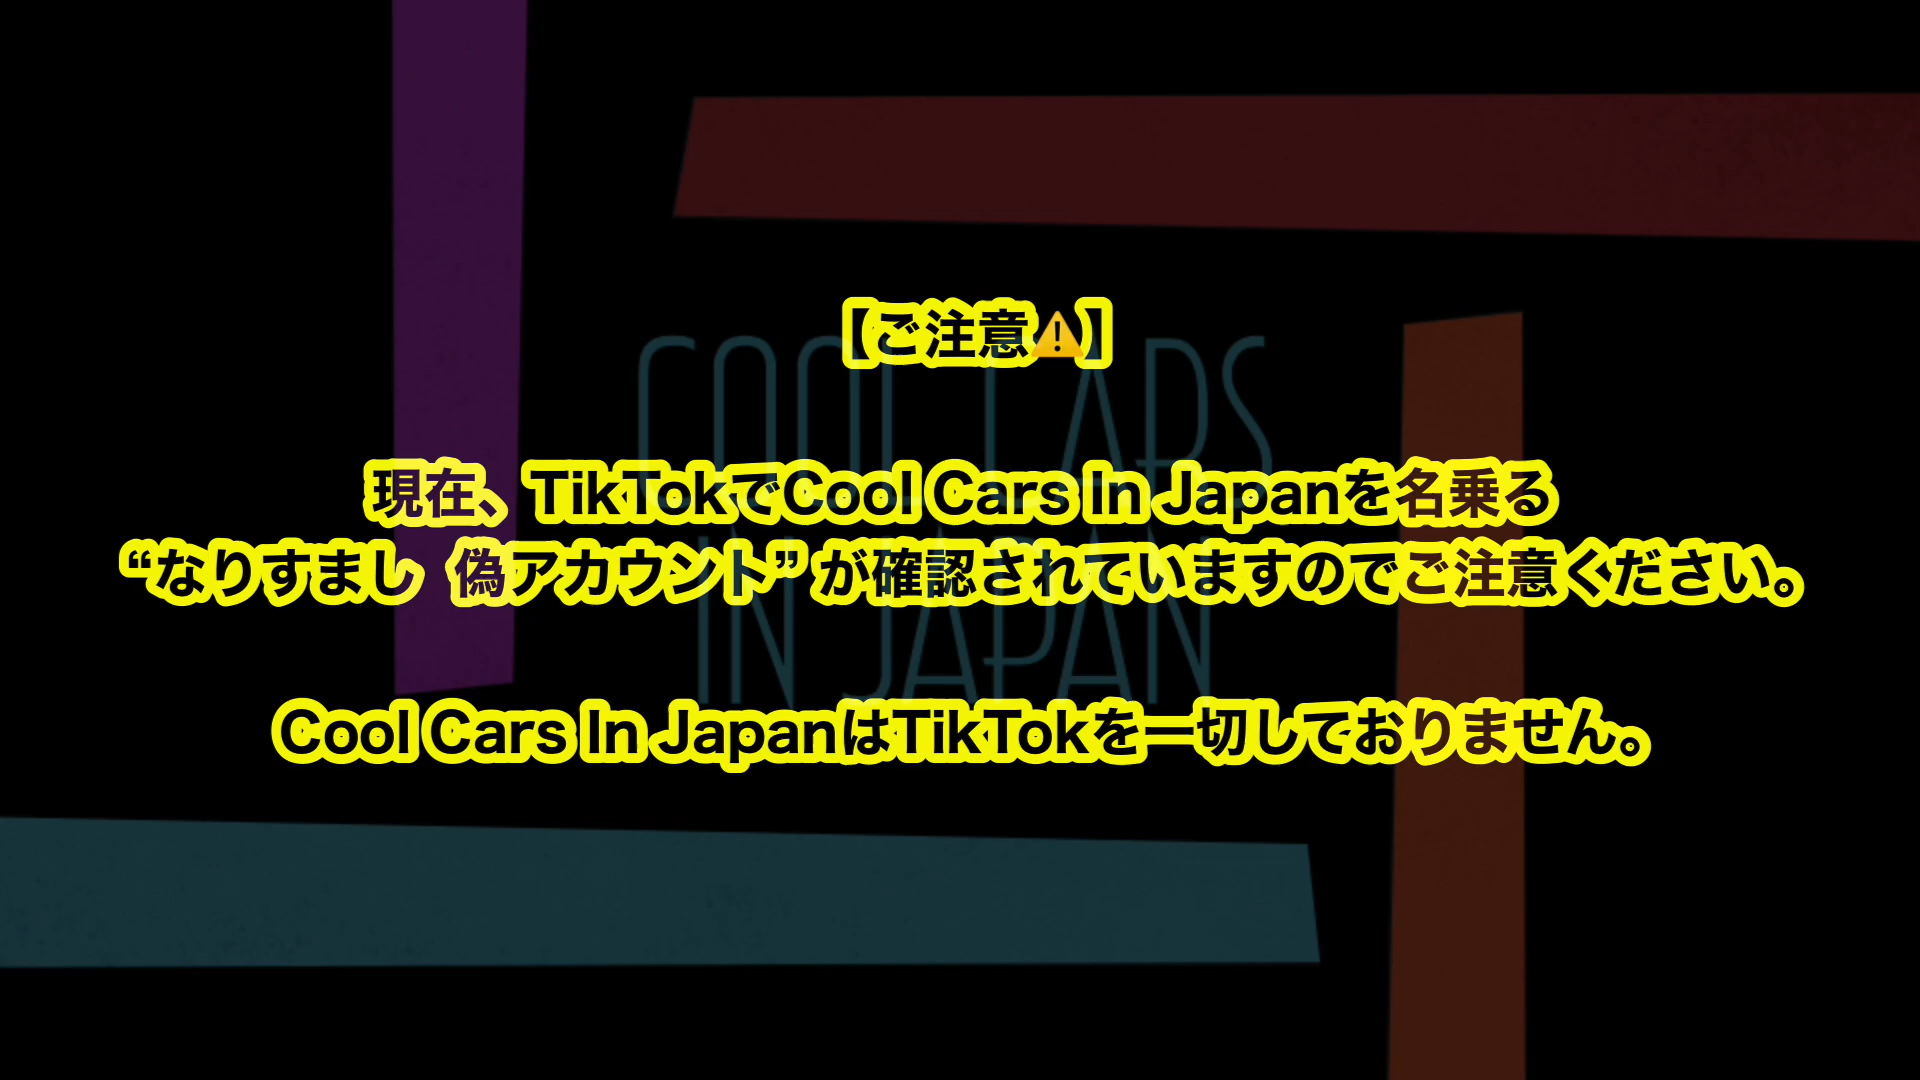 【ご注意⚠️】
COOL CARS
現在、TikTokでCool Cars In Japanを名乗る
“なりすまし 偽アカウント” が確認されていますのでご注意ください。
IN JAPAN
Cool Cars In JapanはTikTokを一切しておりません。